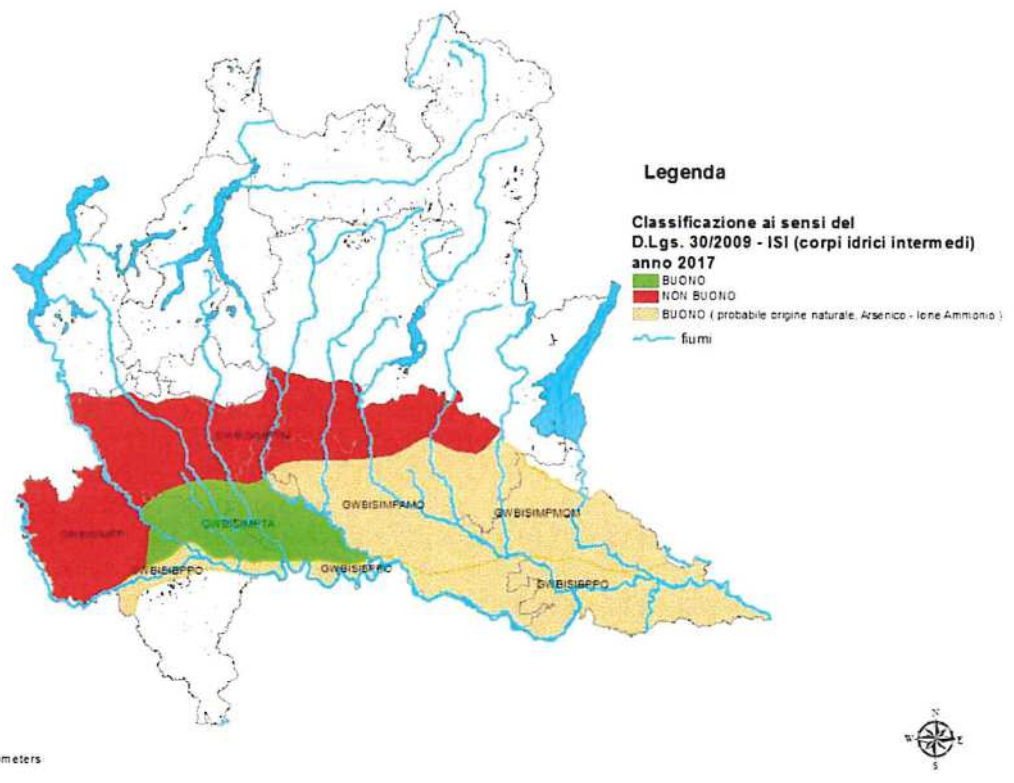 Legenda
Classificazione ai sensi del
D.Lgs. 30/2009 - ISI (corpi idrici intermedi)
anno 2017
BUONO
NON BUONO
BUONO ( probabile origine naturale, Arsenico - Ione Ammonio )
fiumi
GWBISIMPAMO
GWBISIMPMOM
GWBISIMPTA
GWBISIBPPO
GWBISIBPPO
GWBISIBPPO
N
W
E
S
meters